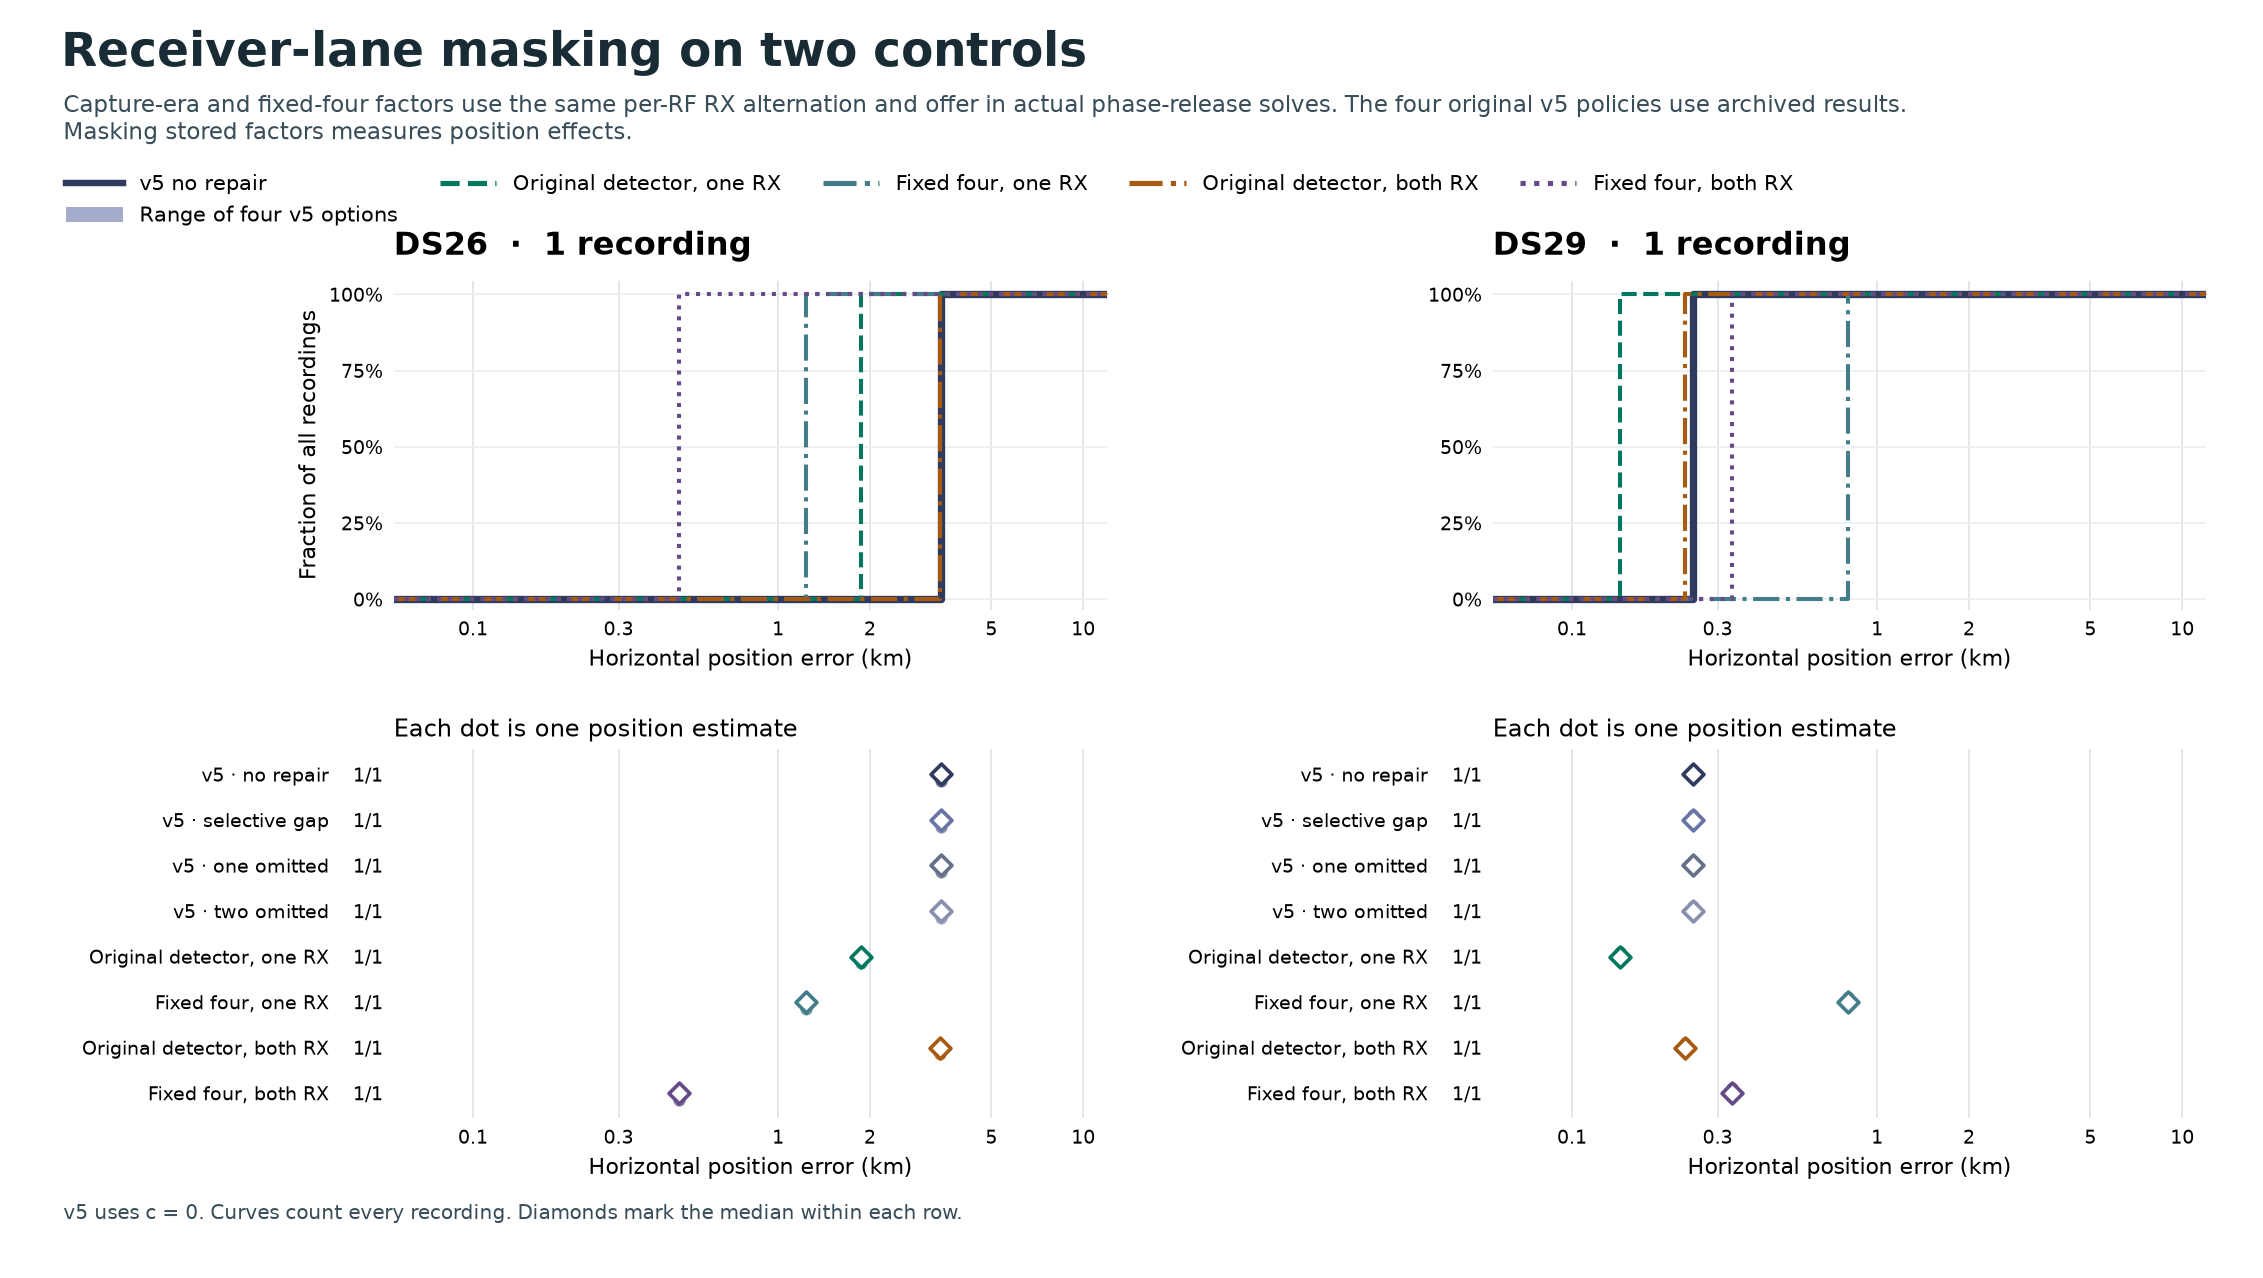 Receiver-lane masking on two controls
Capture-era and fixed-four factors use the same per-RF RX alternation and offer in actual phase-release solves. The four original v5 policies use archived results.
Masking stored factors measures position effects.
v5 no repair
Original detector, one RX
Fixed four, one RX
Original detector, both RX
Fixed four, both RX
Range of four v5 options
DS26 · 1 recording
Fraction of all recordings
100%
75%
50%
25%
0%
0.1 0.3 1 2 5 10
Horizontal position error (km)
DS29 · 1 recording
100%
75%
50%
25%
0%
0.1 0.3 1 2 5 10
Horizontal position error (km)
Each dot is one position estimate
v5 · no repair 1/1
v5 · selective gap 1/1
v5 · one omitted 1/1
v5 · two omitted 1/1
Original detector, one RX 1/1
Fixed four, one RX 1/1
Original detector, both RX 1/1
Fixed four, both RX 1/1
0.1 0.3 1 2 5 10
Horizontal position error (km)
Each dot is one position estimate
v5 · no repair 1/1
v5 · selective gap 1/1
v5 · one omitted 1/1
v5 · two omitted 1/1
Original detector, one RX 1/1
Fixed four, one RX 1/1
Original detector, both RX 1/1
Fixed four, both RX 1/1
0.1 0.3 1 2 5 10
Horizontal position error (km)
v5 uses c = 0. Curves count every recording. Diamonds mark the median within each row.